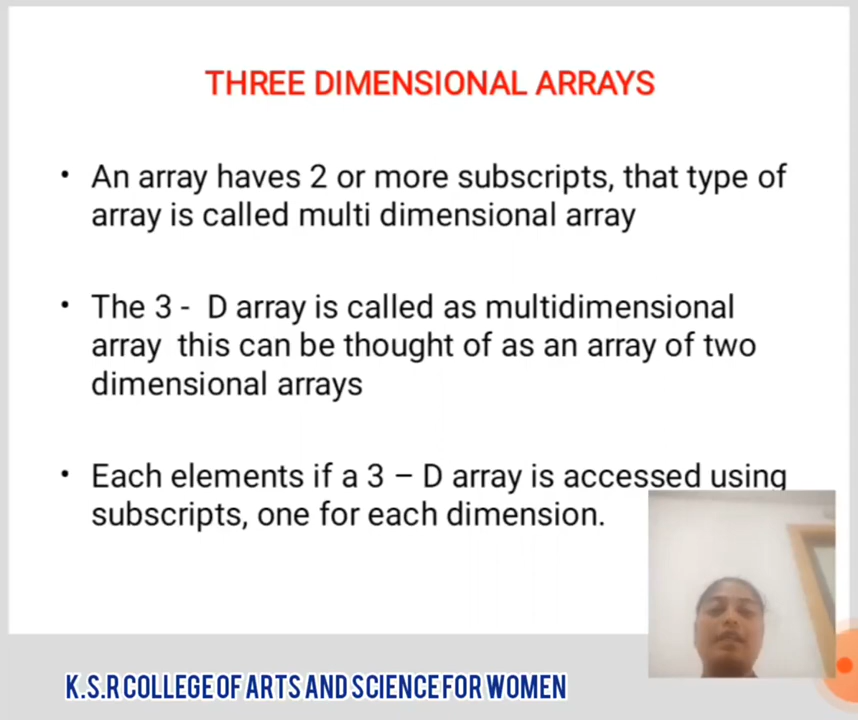 THREE DIMENSIONAL ARRAYS
• An array haves 2 or more subscripts, that type of
array is called multi dimensional array
• The 3 - D array is called as multidimensional
array this can be thought of as an array of two
dimensional arrays
• Each elements if a 3 – D array is accessed using
subscripts, one for each dimension.
K.S.R COLLEGE OF ARTS AND SCIENCE FOR WOMEN